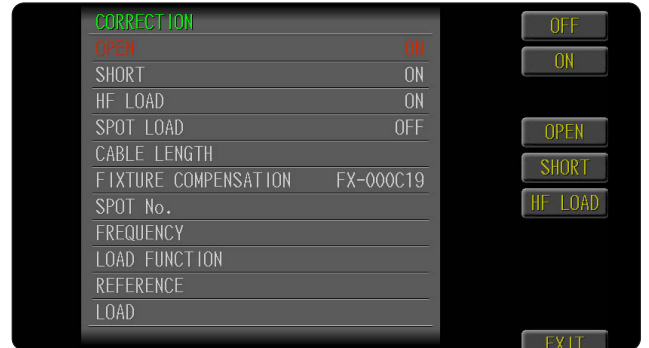 CORRECTION
OPEN ON
SHORT ON
HF LOAD ON
SPOT LOAD OFF
CABLE LENGTH
FIXTURE COMPENSATION FX-000C19
SPOT No.
FREQUENCY
LOAD FUNCTION
REFERENCE
LOAD
OFF
ON
OPEN
SHORT
HF LOAD
EXIT